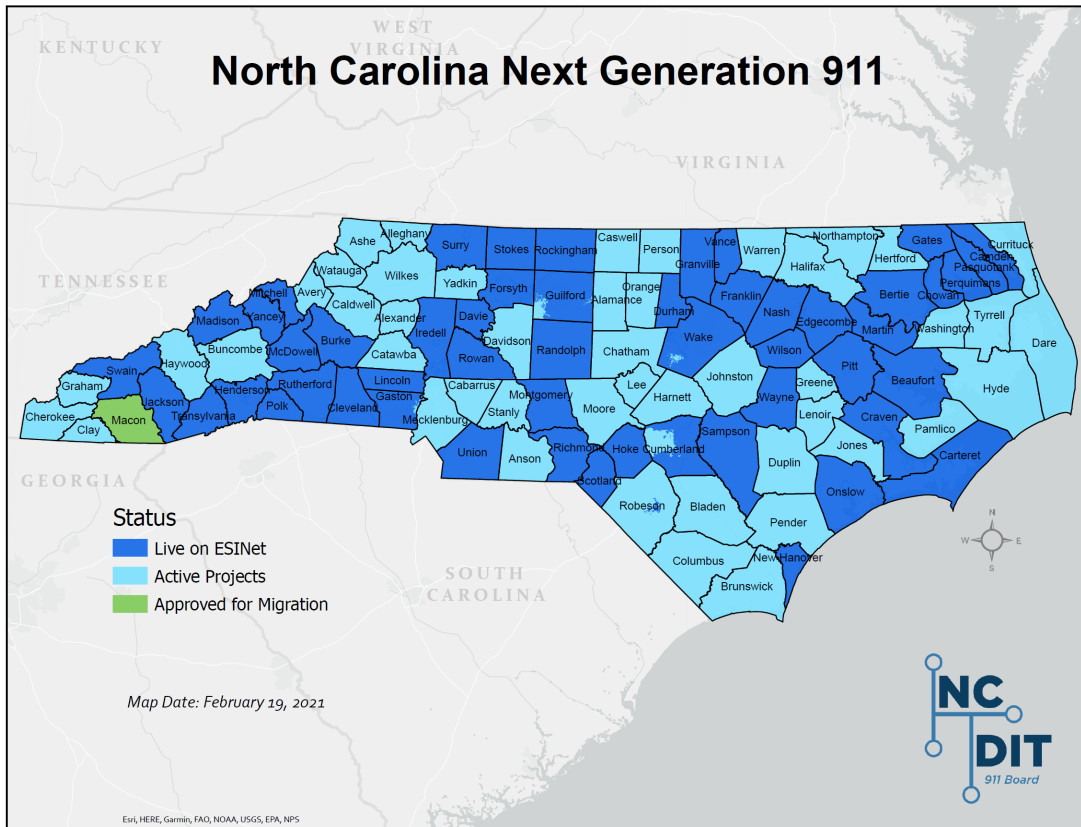 KENTUCKY
WEST
VIRGINIA
North Carolina Next Generation 911
VIRGINIA
TENNESSEE
Ashe
Alleghany
Surry
Stokes
Rockingham
Caswell
Person
Vance
Granville
Warren
Northampton
Halifax
Hertford
Gates
Currituck
Camden
Pasquotank
Perquimans
Chowan
Bertie
Watauga
Wilkes
Yadkin
Forsyth
Guilford
Alamance
Orange
Durham
Franklin
Nash
Edgecombe
Martin
Washington
Tyrrell
Dare
Mitchell
Avery
Yancey
Caldwell
Alexander
Iredell
Davie
Davidson
Randolph
Chatham
Wake
Wilson
Pitt
Beaufort
Hyde
Madison
Buncombe
McDowell
Burke
Catawba
Rowan
Haywood
Swain
Graham
Cherokee
Clay
Macon
Jackson
Transylvania
Henderson
Polk
Rutherford
Cleveland
Lincoln
Gaston
Mecklenburg
Cabarrus
Stanly
Montgomery
Moore
Lee
Harnett
Johnston
Greene
Wayne
Lenoir
Craven
Pamlico
Jones
Carteret
Union
Anson
Richmond
Scotland
Hoke
Cumberland
Sampson
Duplin
Onslow
Robeson
Bladen
Pender
Columbus
New Hanover
Brunswick
GEORGIA
SOUTH
CAROLINA
Status
Live on ESINet
Active Projects
Approved for Migration
N
W E
S
Map Date: February 19, 2021
NC
DIT
911 Board
Esri, HERE, Garmin, FAO, NOAA, USGS, EPA, NPS